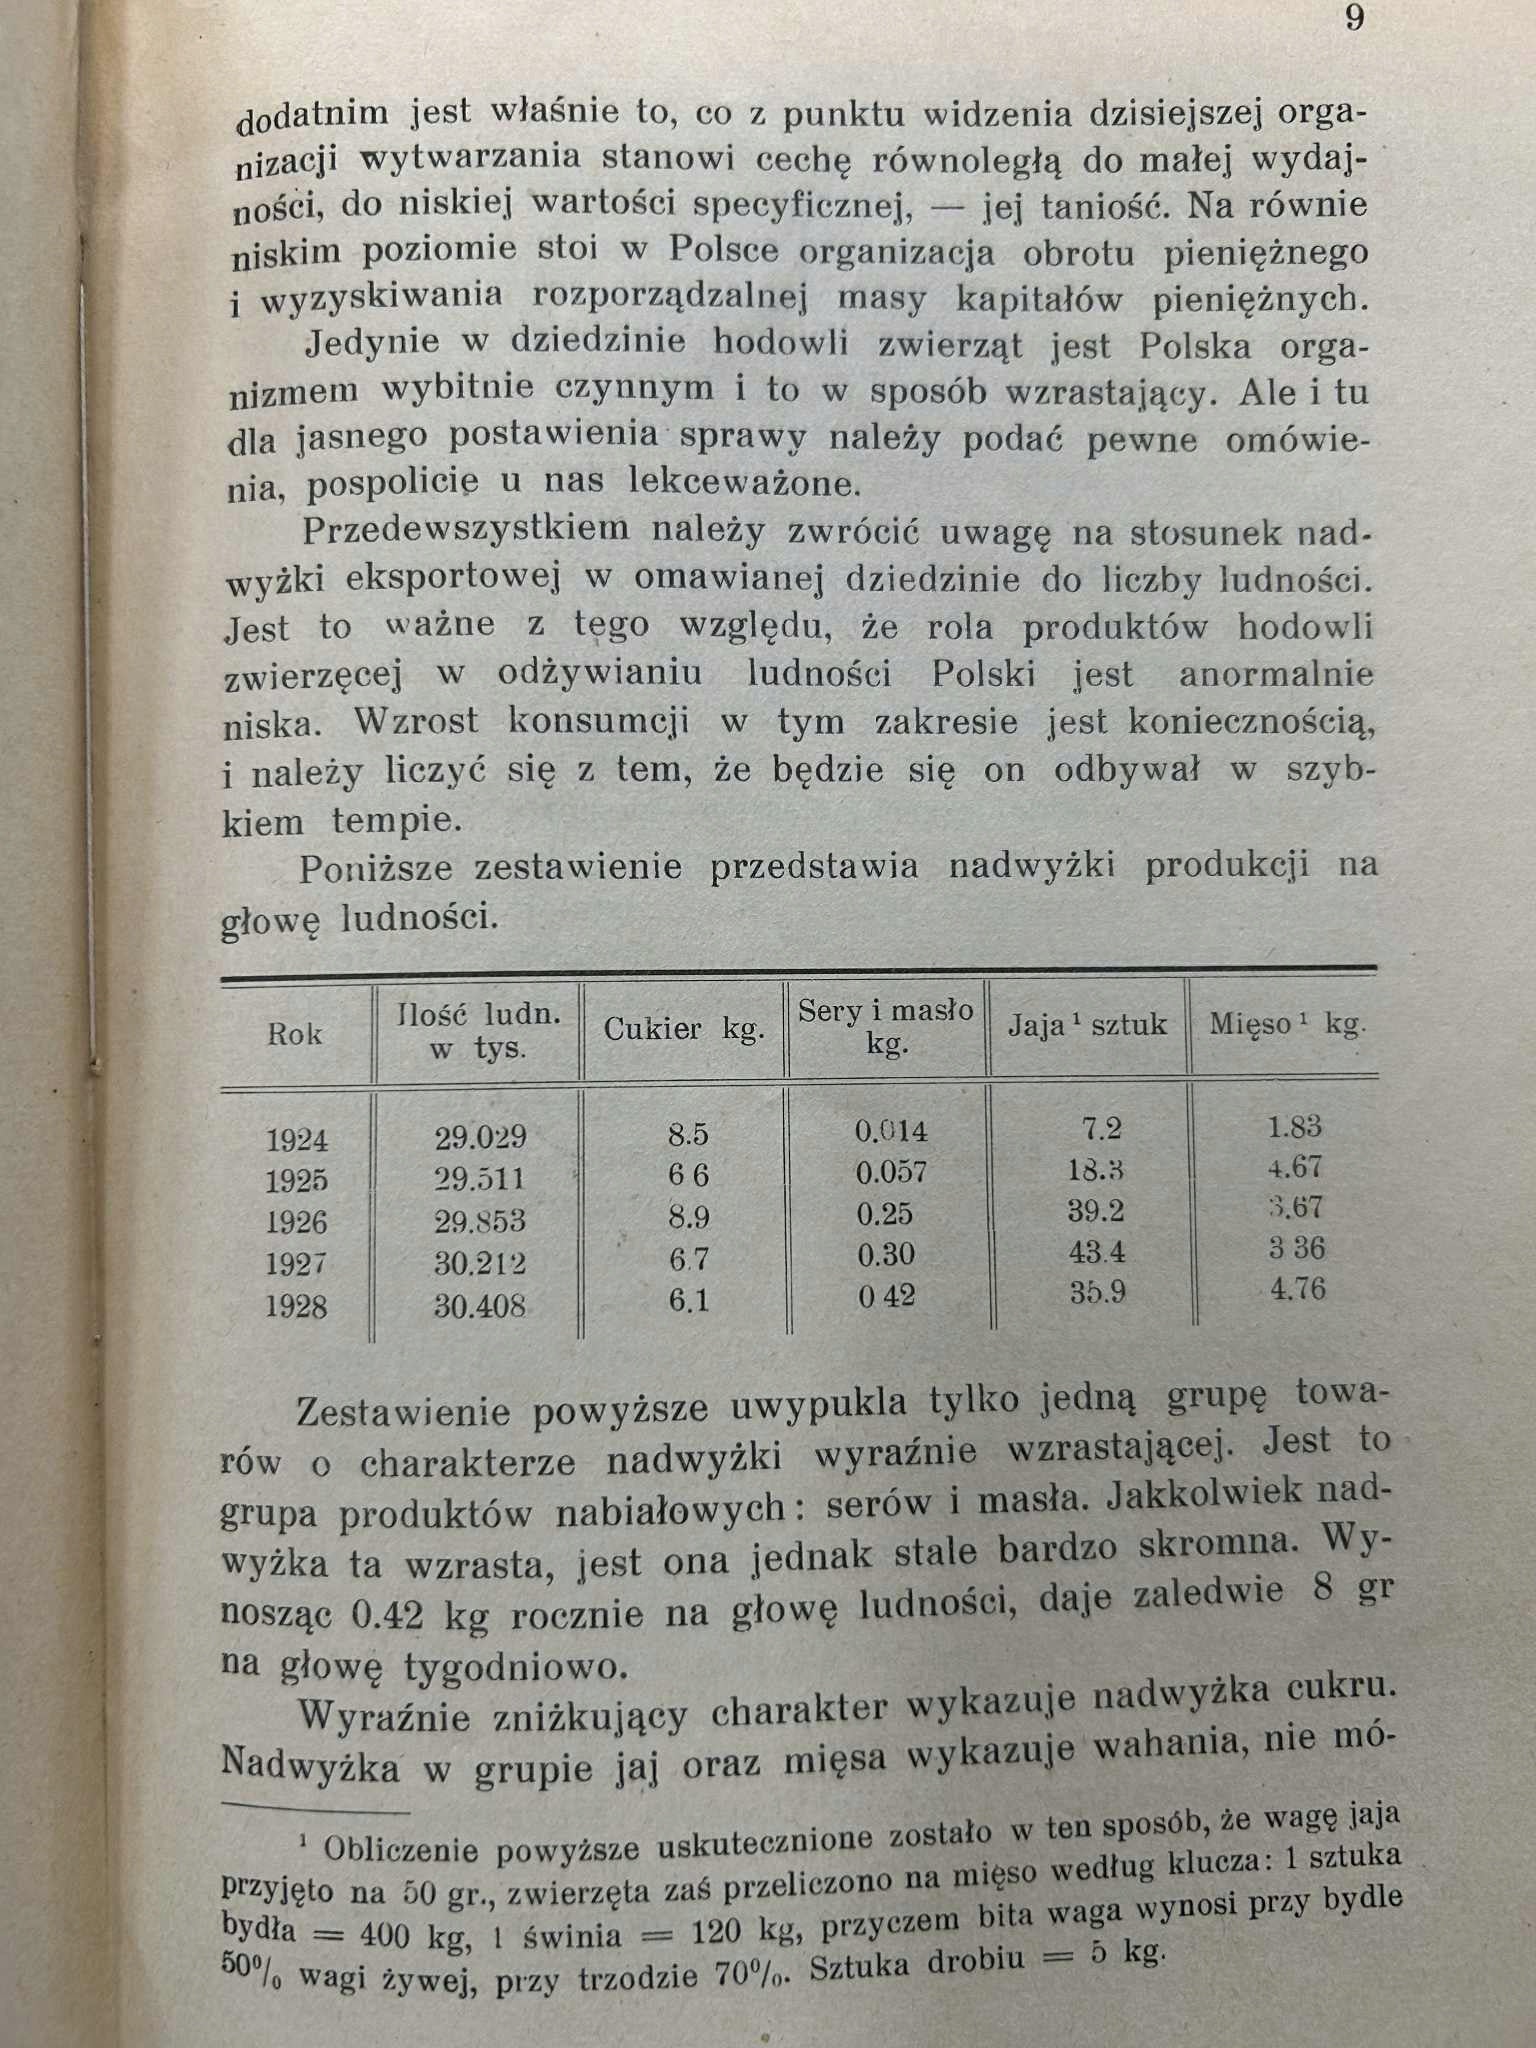 9
dodatnim jest właśnie to, co z punktu widzenia dzisiejszej orga-
nizacji wytwarzania stanowi cechę równoległą do małej wydaj-
ności, do niskiej wartości specyficznej, — jej taniość. Na równie
niskim poziomie stoi w Polsce organizacja obrotu pieniężnego
i wyzyskiwania rozporządzalnej masy kapitałów pieniężnych.
Jedynie w dziedzinie hodowli zwierząt jest Polska orga-
nizmem wybitnie czynnym i to w sposób wzrastający. Ale i tu
dla jasnego postawienia sprawy należy podać pewne omówie-
nia, pospolicie u nas lekceważone.
Przedewszystkiem należy zwrócić uwagę na stosunek nad-
wyżki eksportowej w omawianej dziedzinie do liczby ludności.
Jest to ważne z tego względu, że rola produktów hodowli
zwierzęcej w odżywianiu ludności Polski jest anormalnie
niska. Wzrost konsumcji w tym zakresie jest koniecznością,
i należy liczyć się z tem, że będzie się on odbywał w szyb-
kiem tempie.
Poniższe zestawienie przedstawia nadwyżki produkcji na
głowę ludności.
Rok Ilość ludn. w tys. Cukier kg. Sery i masło kg. Jaja¹ sztuk Mięso¹ kg.
1924 29.029 8.5 0.014 7.2 1.83
1925 29.511 6 6 0.057 18.3 4.67
1926 29.853 8.9 0.25 39.2 3.67
1927 30.212 6.7 0.30 43.4 3 36
1928 30.408 6.1 0 42 35.9 4.76
Zestawienie powyższe uwypukla tylko jedną grupę towa-
rów o charakterze nadwyżki wyraźnie wzrastającej. Jest to
grupa produktów nabiałowych: serów i masła. Jakkolwiek nad-
wyżka ta wzrasta, jest ona jednak stale bardzo skromna. Wy-
nosząc 0.42 kg rocznie na głowę ludności, daje zaledwie 8 gr
na głowę tygodniowo.
Wyraźnie zniżkujący charakter wykazuje nadwyżka cukru.
Nadwyżka w grupie jaj oraz mięsa wykazuje wahania, nie mó-
¹ Obliczenie powyższe uskutecznione zostało w ten sposób, że wagę jaja
przyjęto na 50 gr., zwierzęta zaś przeliczono na mięso według klucza: 1 sztuka
bydła = 400 kg, 1 świnia = 120 kg, przyczem bita waga wynosi przy bydle
50% wagi żywej, przy trzodzie 70%. Sztuka drobiu = 5 kg.